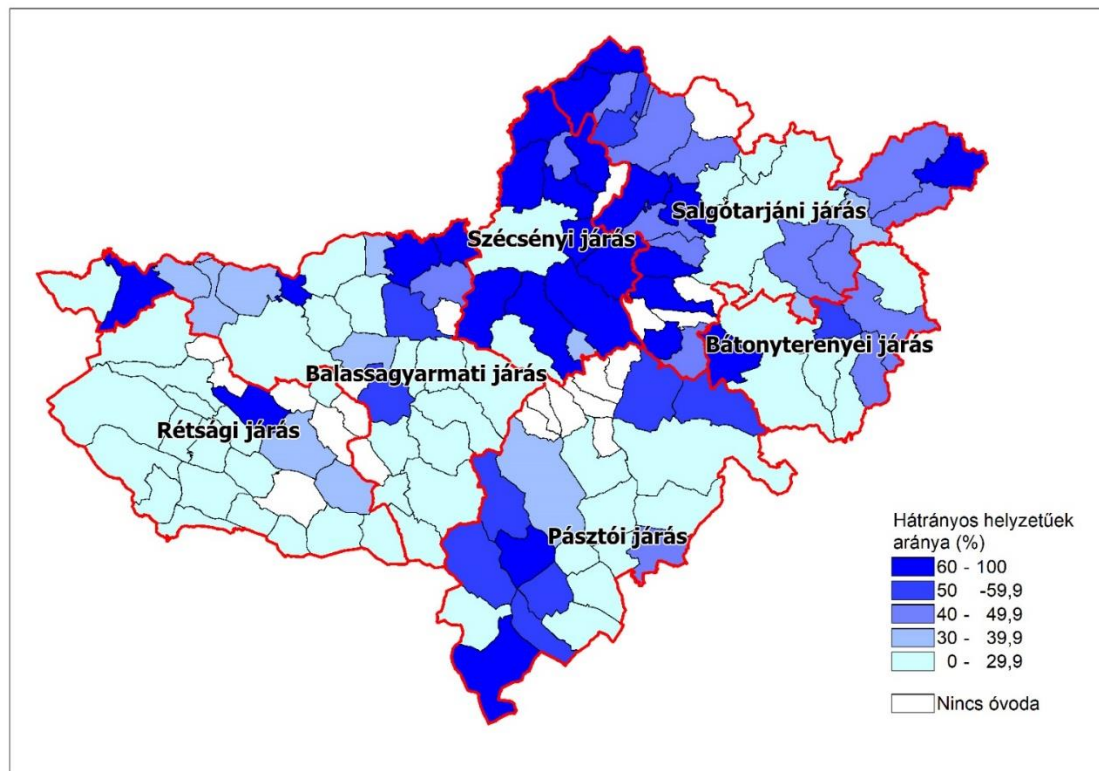 Szécsényi járás
Salgótarjáni járás
Bátonyterenyei járás
Balassagyarmati járás
Rétsági járás
Pásztói járás
Hátrányos helyzetűek
aránya (%)
60 - 100
50 -59,9
40 - 49,9
30 - 39,9
0 - 29,9
Nincs óvoda